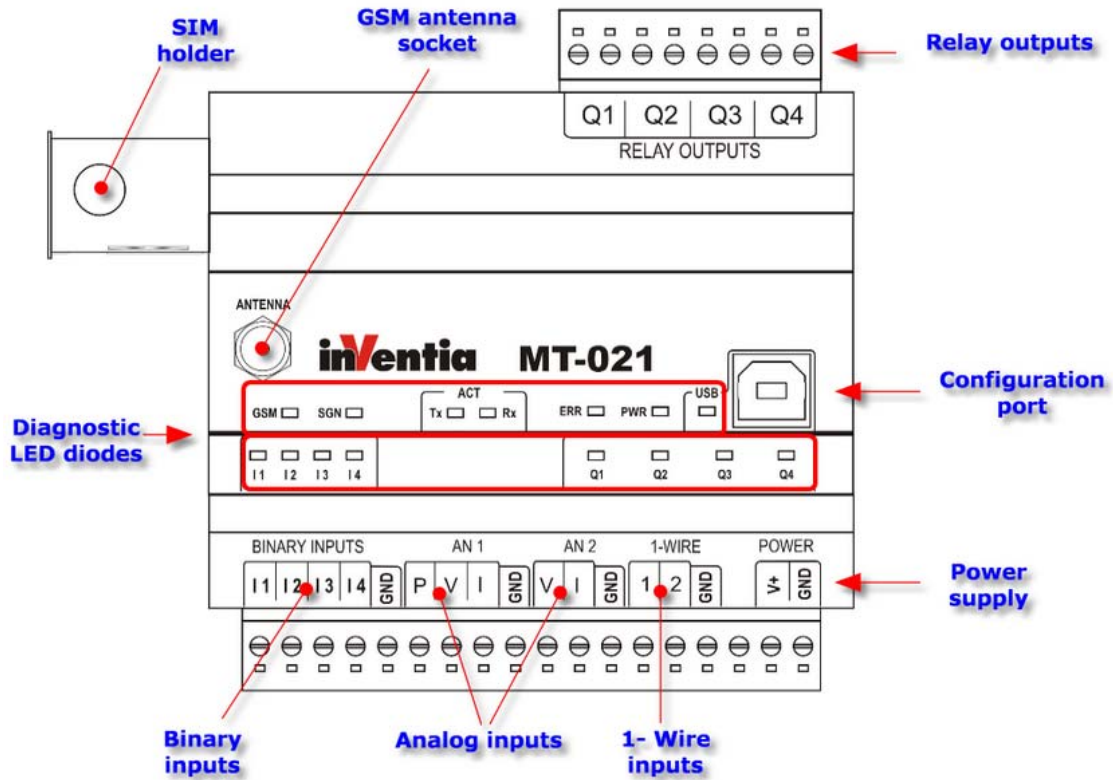 SIM
holder
GSM antenna
socket
Relay outputs
Q1 Q2 Q3 Q4
RELAY OUTPUTS
ANTENNA
inVentia MT-021
Configuration
port
ACT
USB
GSM SGN Tx Rx ERR PWR
Diagnostic
LED diodes
I1 I2 I3 I4 Q1 Q2 Q3 Q4
BINARY INPUTS AN 1 AN 2 1-WIRE POWER
I1 I2 I3 I4 GND P V I GND V I GND 1 2 GND V+ GND
Power
supply
Binary
inputs
Analog inputs
1- Wire
inputs